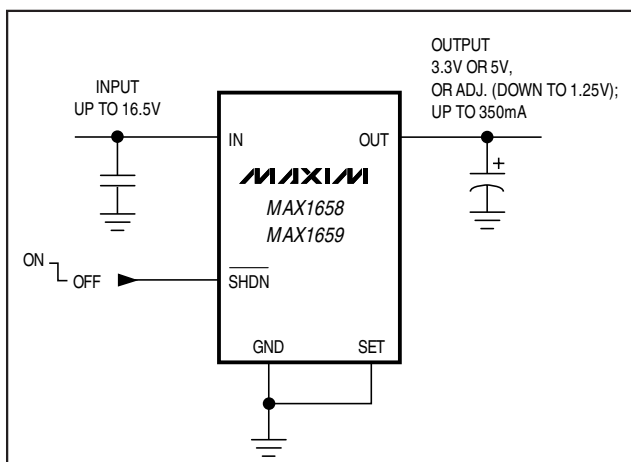 INPUT
UP TO 16.5V
OUTPUT
3.3V OR 5V,
OR ADJ. (DOWN TO 1.25V);
UP TO 350mA
IN
OUT
MAXIM
MAX1658
MAX1659
ON
OFF
SHDN
GND
SET
+